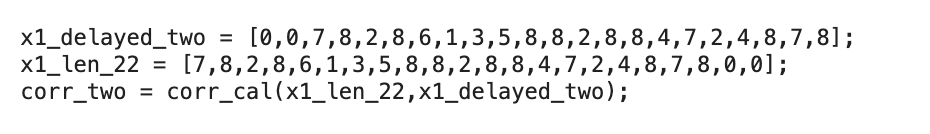 x1_delayed_two = [0,0,7,8,2,8,6,1,3,5,8,8,2,8,8,4,7,2,4,8,7,8];
x1_len_22 = [7,8,2,8,6,1,3,5,8,8,2,8,8,4,7,2,4,8,7,8,0,0];
corr_two = corr_cal(x1_len_22,x1_delayed_two);